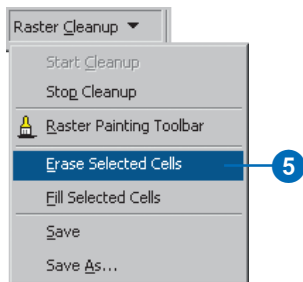 Raster Cleanup
Start Cleanup
Stop Cleanup
Raster Painting Toolbar
Erase Selected Cells
5
Fill Selected Cells
Save
Save As...